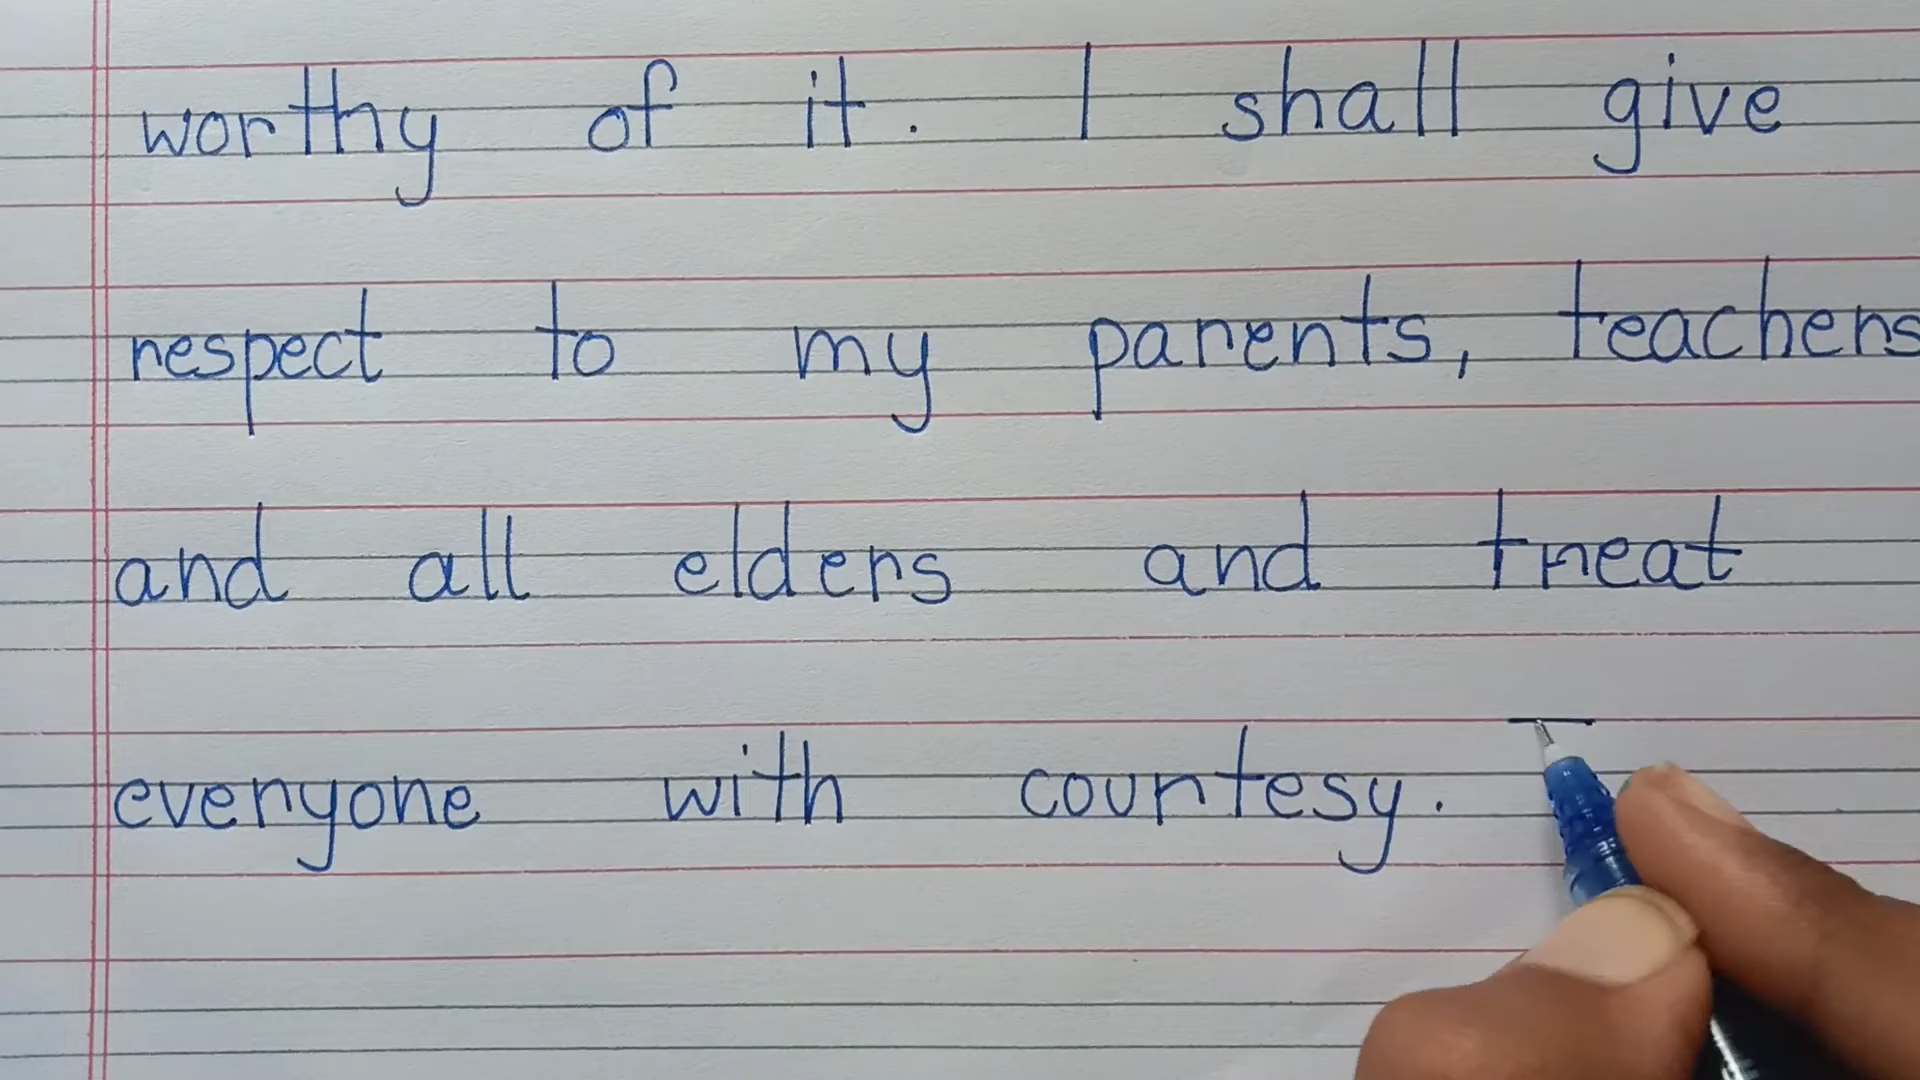 worthy of it. I shall give
respect to my parents, teachers
and all elders and treat
everyone with courtesy. T